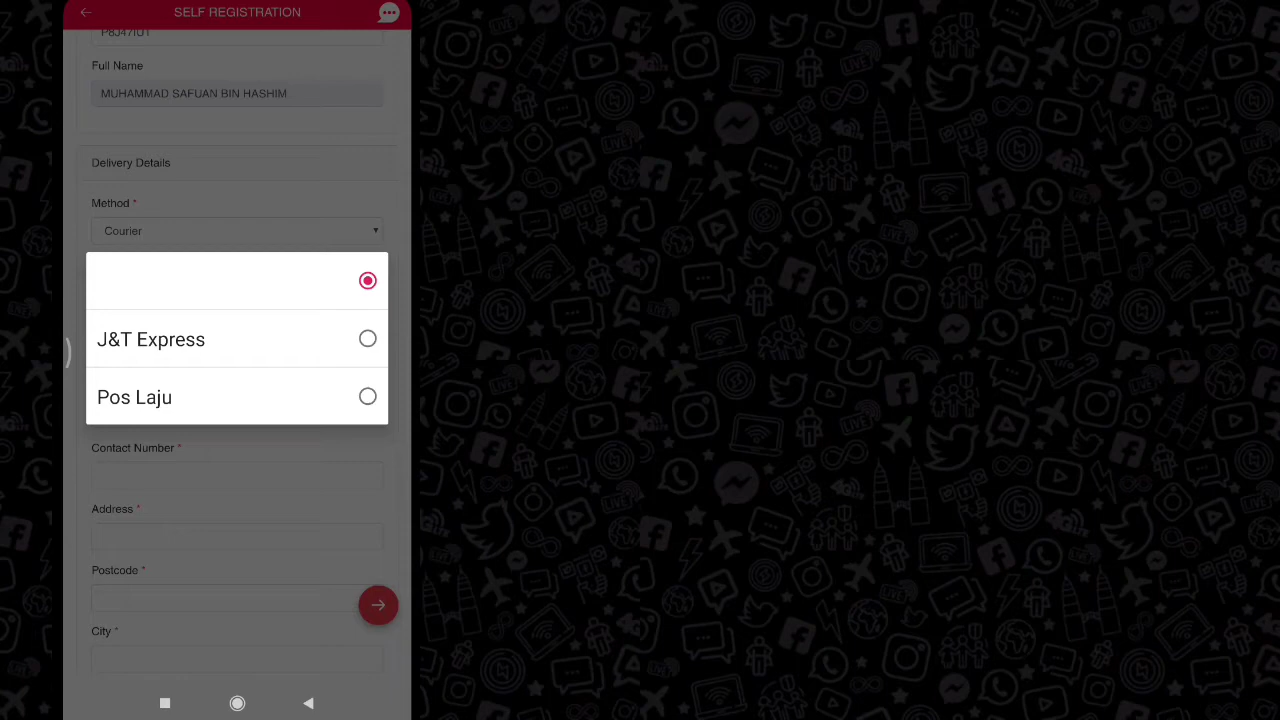 SELF REGISTRATION
P8J47IU1
Full Name
MUHAMMAD SAFUAN BIN HASHIM
Delivery Details
Method *
Courier
J&T Express
Pos Laju
Contact Number *
Address *
Postcode *
City *